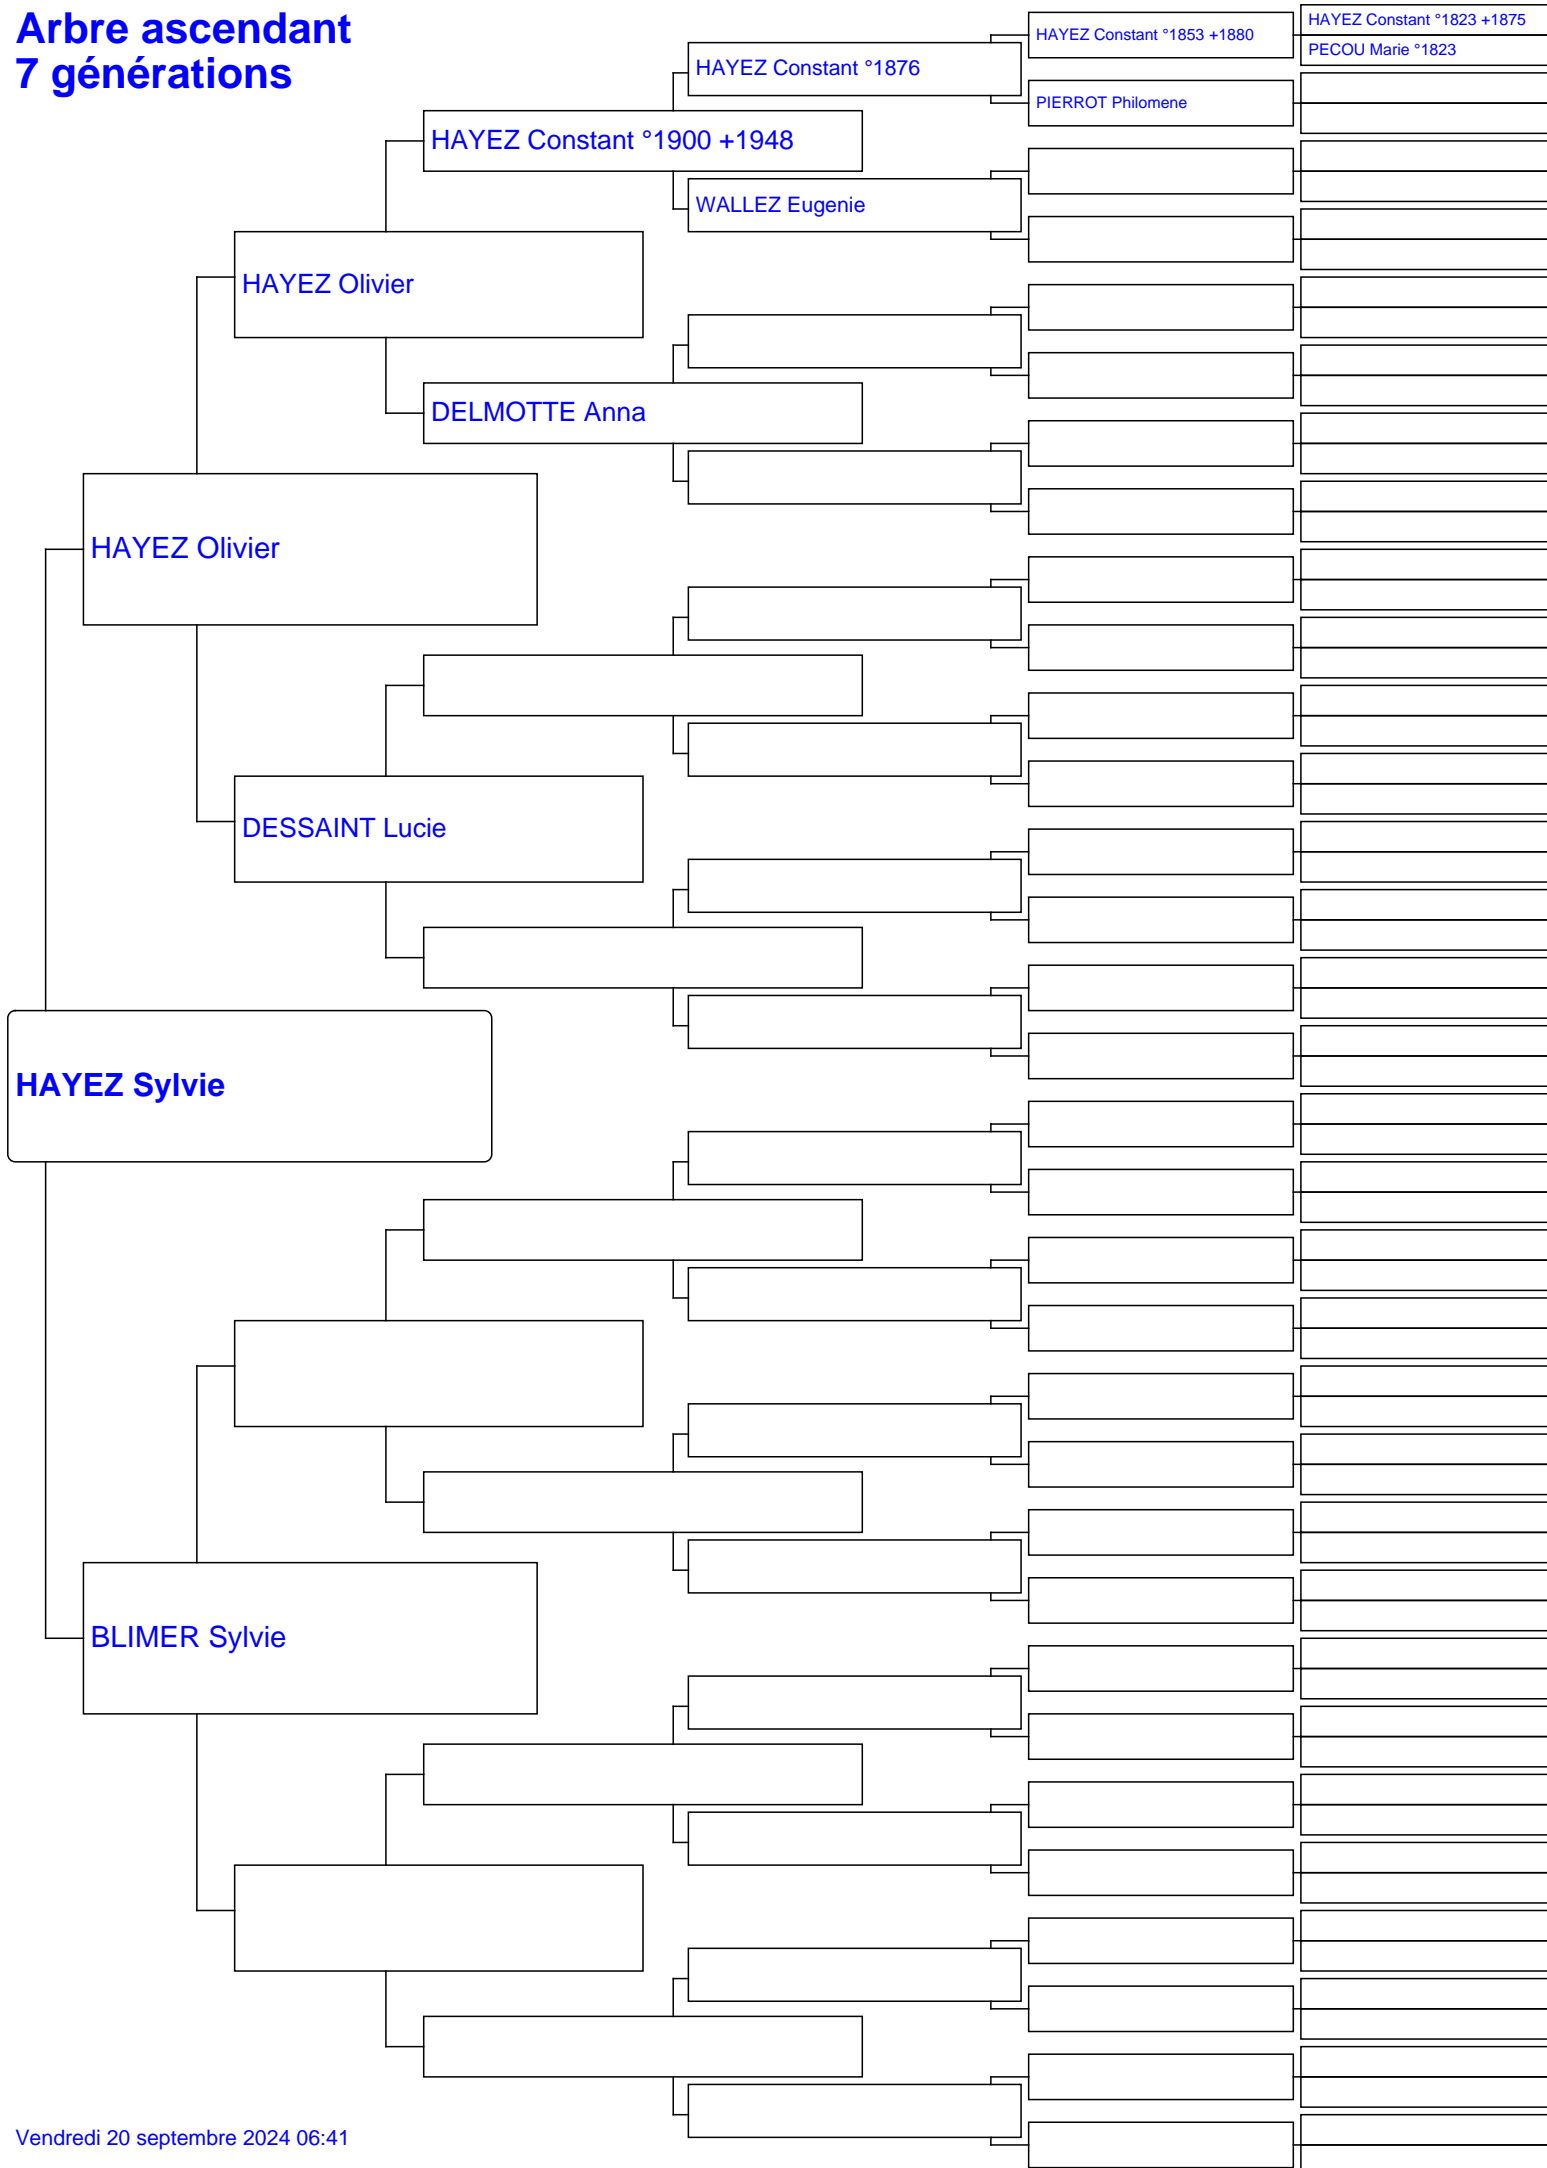 Arbre ascendant
7 générations
HAYEZ Constant °1823 +1875
HAYEZ Constant °1853 +1880
PECOU Marie °1823
HAYEZ Constant °1876
PIERROT Philomene
HAYEZ Constant °1900 +1948
WALLEZ Eugenie
HAYEZ Olivier
DELMOTTE Anna
HAYEZ Olivier
DESSAINT Lucie
HAYEZ Sylvie
BLIMER Sylvie
Vendredi 20 septembre 2024 06:41